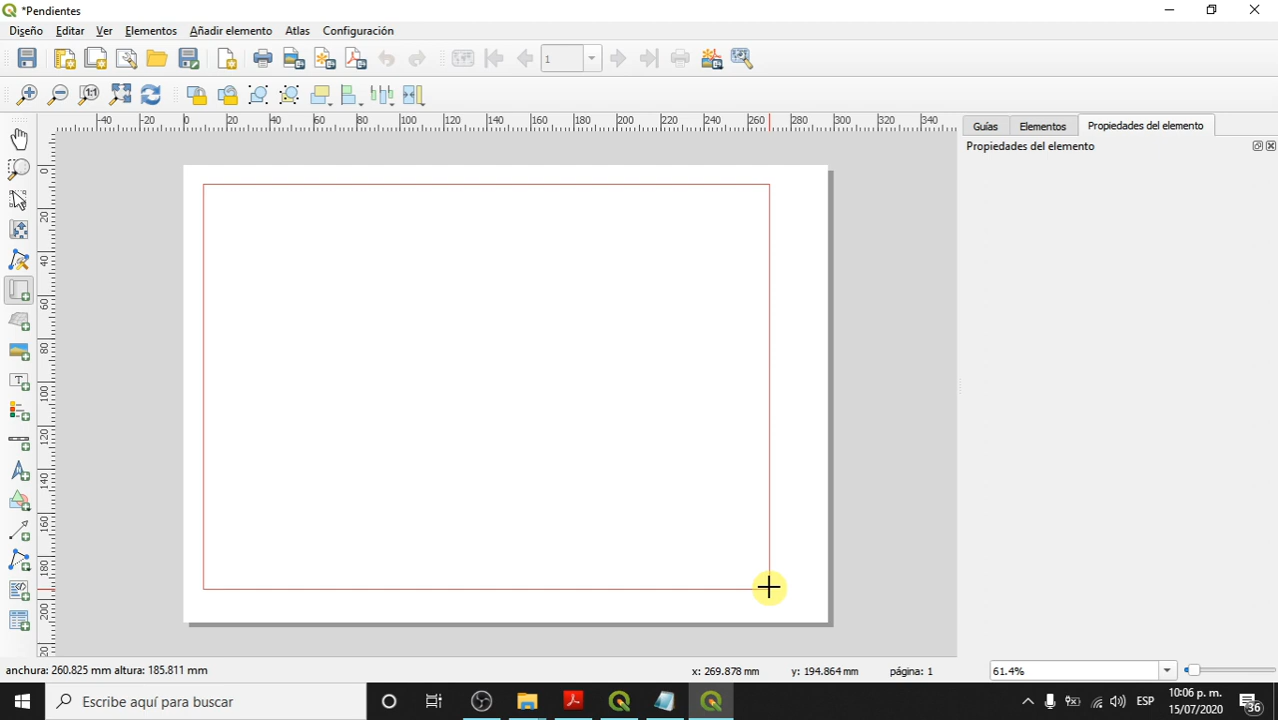 *Pendientes
Diseño Editar Ver Elementos Añadir elemento Atlas Configuración
1
1:1
-40 -20 0 20 40 60 80 100 120 140 160 180 200 220 240 260 280 300 320 340
Guías Elementos Propiedades del elemento
Propiedades del elemento
0
20
40
60
80
100
120
140
160
180
200
anchura: 260.825 mm altura: 185.811 mm x: 269.878 mm y: 194.864 mm página: 1 61.4%
Escribe aquí para buscar
ESP
10:06 p. m.
15/07/2020
36